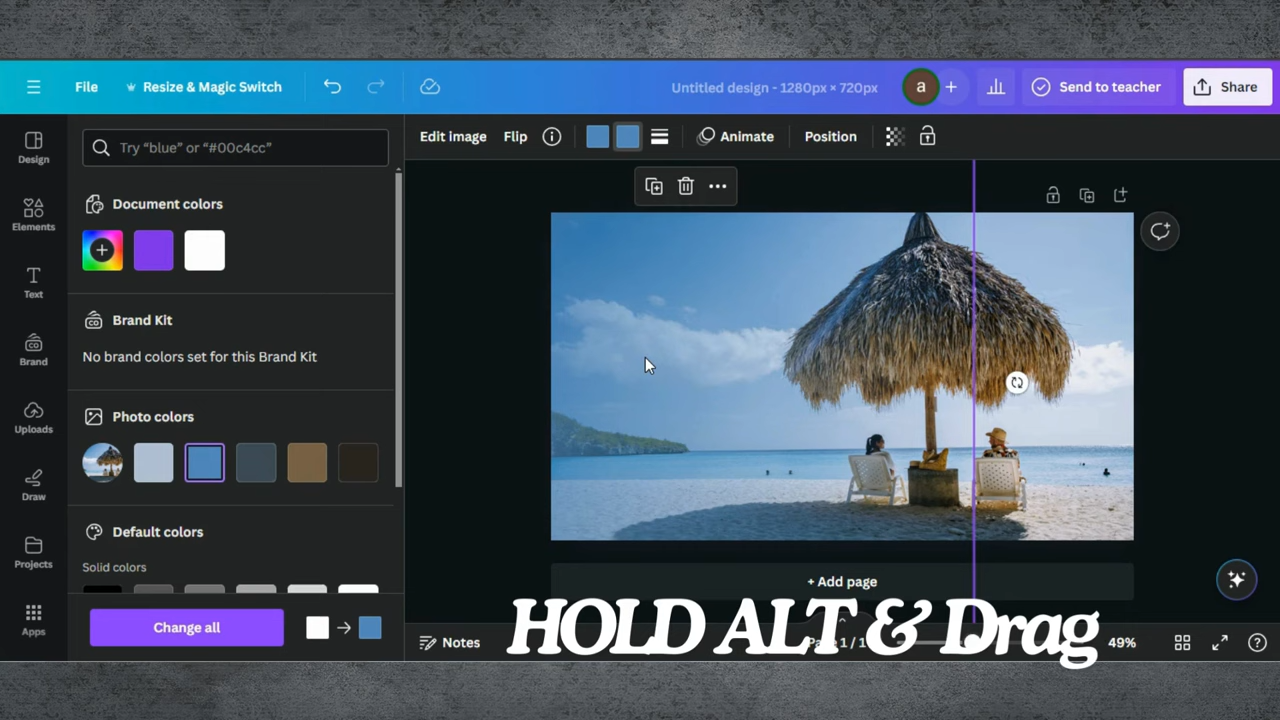 File
Resize & Magic Switch
Untitled design - 1280px × 720px
a
Send to teacher
Share
Design
Elements
Text
Brand
Uploads
Draw
Projects
Apps
Try “blue” or “#00c4cc”
Document colors
Brand Kit
No brand colors set for this Brand Kit
Photo colors
Default colors
Solid colors
Change all
Edit image
Flip
Animate
Position
+ Add page
HOLD ALT & Drag
Notes
1 / 1
49%